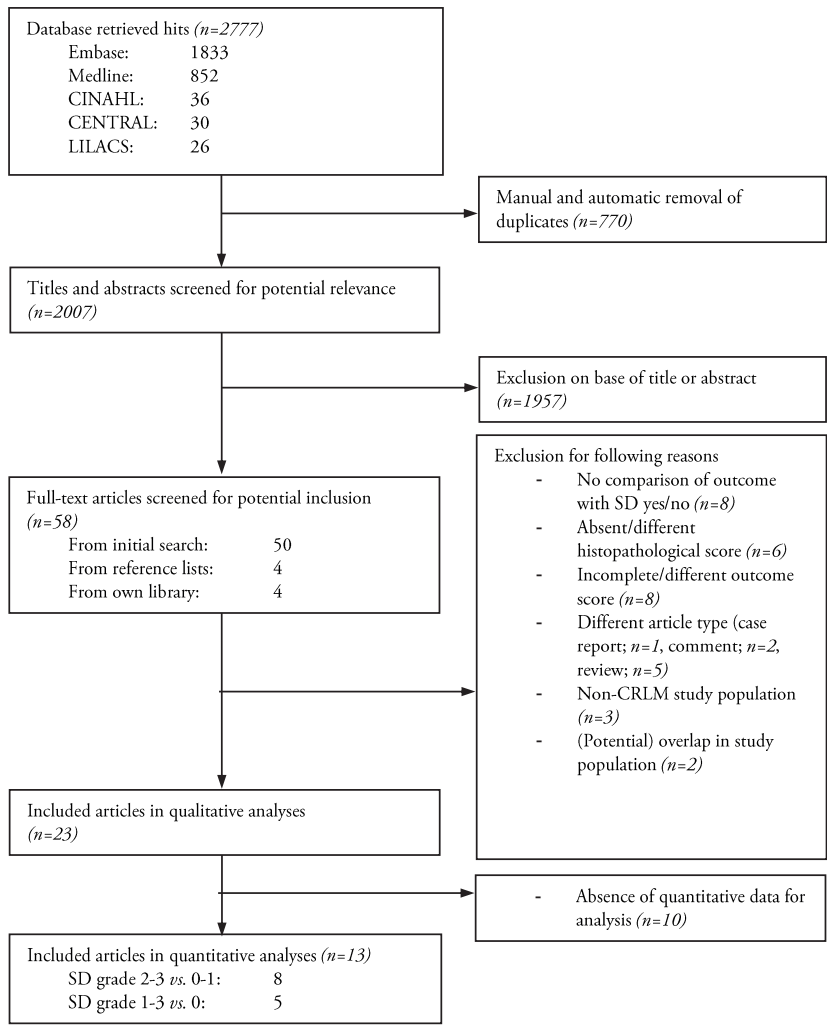 Database retrieved hits (n=2777)
Embase: 1833
Medline: 852
CINAHL: 36
CENTRAL: 30
LILACS: 26
Manual and automatic removal of
duplicates (n=770)
Titles and abstracts screened for potential relevance
(n=2007)
Exclusion on base of title or abstract
(n=1957)
Full-text articles screened for potential inclusion
(n=58)
From initial search: 50
From reference lists: 4
From own library: 4
Exclusion for following reasons
- No comparison of outcome
with SD yes/no (n=8)
- Absent/different
histopathological score (n=6)
- Incomplete/different outcome
score (n=8)
- Different article type (case
report; n=1, comment; n=2,
review; n=5)
- Non-CRLM study population
(n=3)
- (Potential) overlap in study
population (n=2)
Included articles in qualitative analyses
(n=23)
- Absence of quantitative data for
analysis (n=10)
Included articles in quantitative analyses (n=13)
SD grade 2-3 vs. 0-1: 8
SD grade 1-3 vs. 0: 5